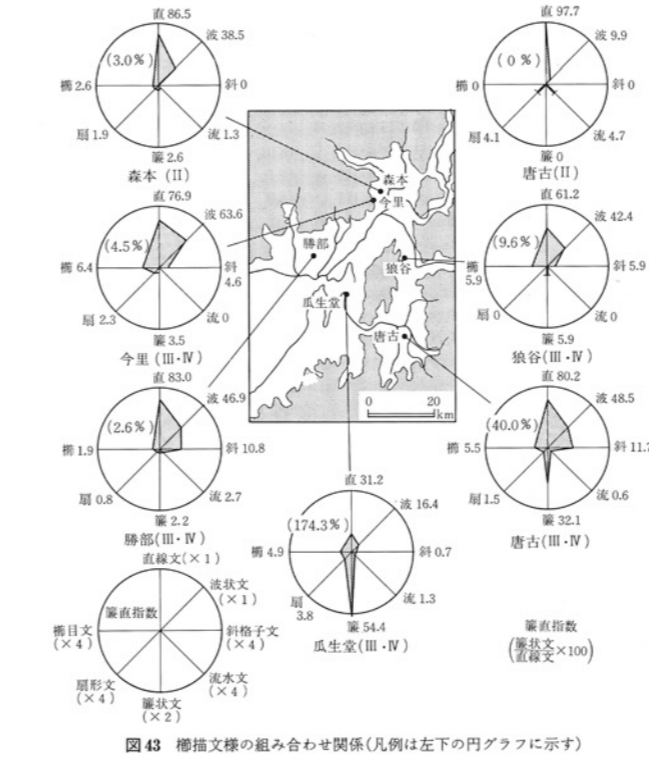 直 86.5
波 38.5
(3.0%)
櫛 2.6
斜 0
扇 1.9
流 1.3
簾 2.6
森本 (II)
直 97.7
波 9.9
(0%)
櫛 0
斜 0
扇 4.1
流 4.7
簾 0
唐古(II)
直 76.9
波 63.6
(4.5%)
櫛 6.4
斜
4.6
扇 2.3
流 0
簾 3.5
今里 (III・IV)
森本
今里
勝部
狼谷
瓜生堂
唐古
0 20
km
直 61.2
波 42.4
(9.6%)
櫛
5.9
斜 5.9
扇 0
流 0
簾 5.9
狼谷(III・IV)
直 83.0
波 46.9
(2.6%)
櫛 1.9
斜 10.8
扇 0.8
流 2.7
簾 2.2
勝部(III・IV)
直 80.2
波 48.5
(40.0%)
櫛 5.5
斜 11.7
扇 1.5
流 0.6
簾 32.1
唐古(III・IV)
直 31.2
波 16.4
(174.3%)
櫛 4.9
斜 0.7
扇
3.8
流 1.3
簾 54.4
瓜生堂(III・IV)
直線文(×1)
波状文
(×1)
簾直指数
櫛目文
(×4)
斜格子文
(×4)
扇形文
(×4)
流水文
(×4)
簾状文
(×2)
簾直指数
(簾状文
直線文×100)
図43 櫛描文様の組み合わせ関係(凡例は左下の円グラフに示す)